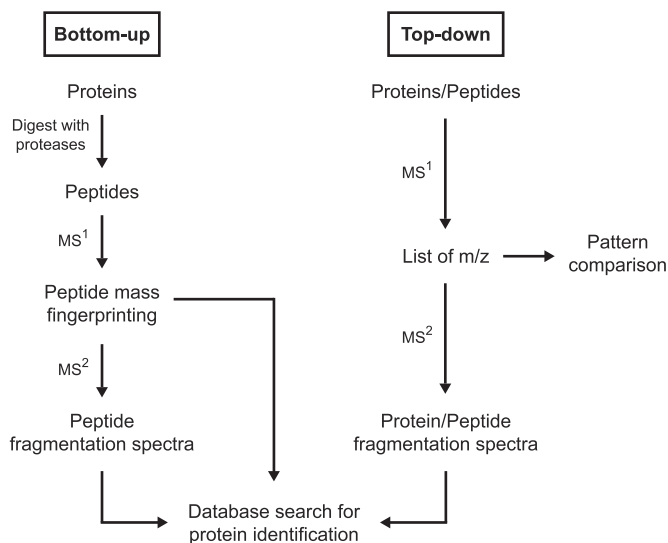 Bottom-up
Proteins
Digest with
proteases
Peptides
MS¹
Peptide mass
fingerprinting
MS²
Peptide
fragmentation spectra
Top-down
Proteins/Peptides
MS¹
List of m/z
Pattern
comparison
MS²
Protein/Peptide
fragmentation spectra
Database search for
protein identification